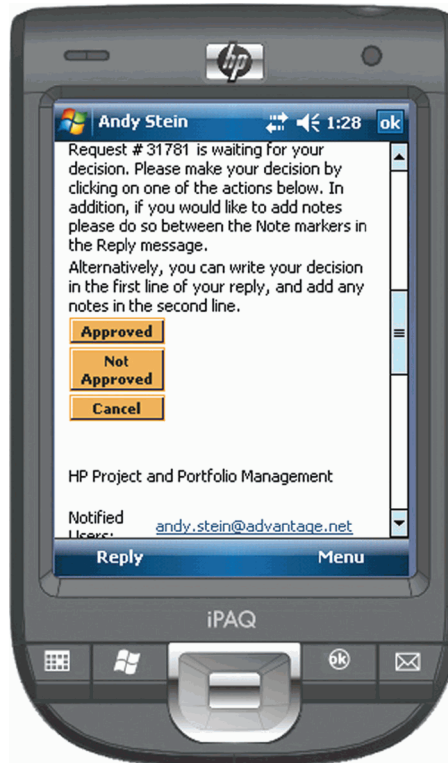 hp
Andy Stein 1:28 ok
Request # 31781 is waiting for your
decision. Please make your decision by
clicking on one of the actions below. In
addition, if you would like to add notes
please do so between the Note markers in
the Reply message.
Alternatively, you can write your decision
in the first line of your reply, and add any
notes in the second line.
Approved
Not
Approved
Cancel
HP Project and Portfolio Management
Notified
Users: andy.stein@advantage.net
Reply Menu
iPAQ
ok